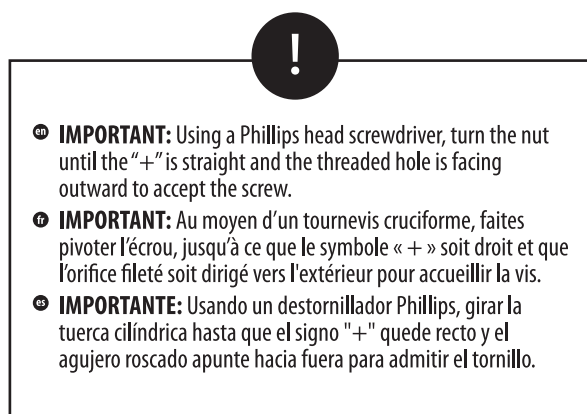 !
en IMPORTANT: Using a Phillips head screwdriver, turn the nut
until the “+” is straight and the threaded hole is facing
outward to accept the screw.
fr IMPORTANT: Au moyen d’un tournevis cruciforme, faites
pivoter l’écrou, jusqu’à ce que le symbole « + » soit droit et que
l’orifice fileté soit dirigé vers l'extérieur pour accueillir la vis.
es IMPORTANTE: Usando un destornillador Phillips, girar la
tuerca cilíndrica hasta que el signo "+" quede recto y el
agujero roscado apunte hacia fuera para admitir el tornillo.